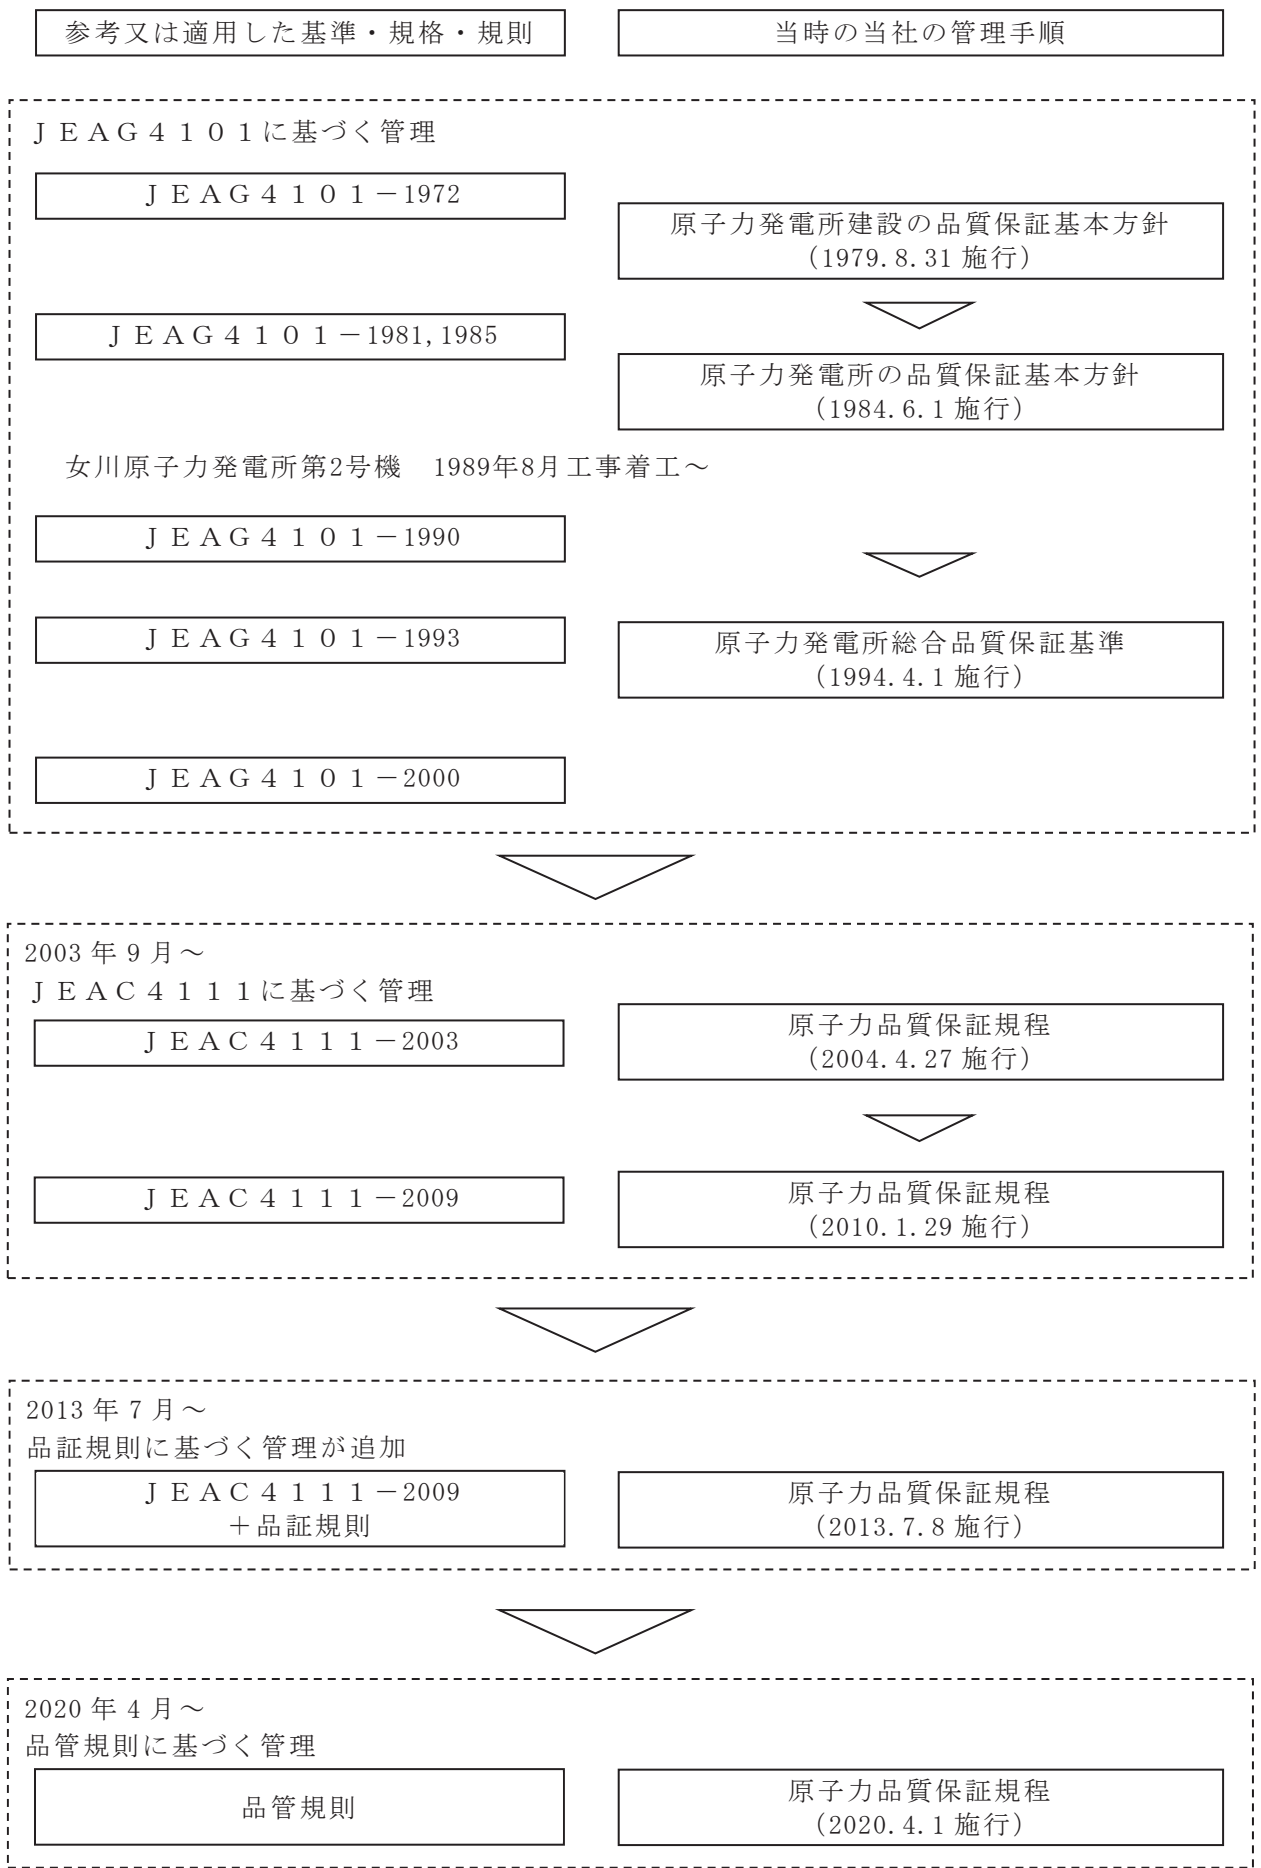 参考又は適用した基準・規格・規則
当時の当社の管理手順
ＪＥＡＧ４１０１に基づく管理
ＪＥＡＧ４１０１－1972
原子力発電所建設の品質保証基本方針
(1979.8.31 施行)
ＪＥＡＧ４１０１－1981,1985
原子力発電所の品質保証基本方針
(1984.6.1 施行)
女川原子力発電所第2号機　1989年8月工事着工～
ＪＥＡＧ４１０１－1990
ＪＥＡＧ４１０１－1993
原子力発電所総合品質保証基準
(1994.4.1 施行)
ＪＥＡＧ４１０１－2000
2003 年 9 月～
ＪＥＡＣ４１１１に基づく管理
ＪＥＡＣ４１１１－2003
原子力品質保証規程
(2004.4.27 施行)
ＪＥＡＣ４１１１－2009
原子力品質保証規程
(2010.1.29 施行)
2013 年 7 月～
品証規則に基づく管理が追加
ＪＥＡＣ４１１１－2009
＋品証規則
原子力品質保証規程
(2013.7.8 施行)
2020 年 4 月～
品管規則に基づく管理
品管規則
原子力品質保証規程
(2020.4.1 施行)